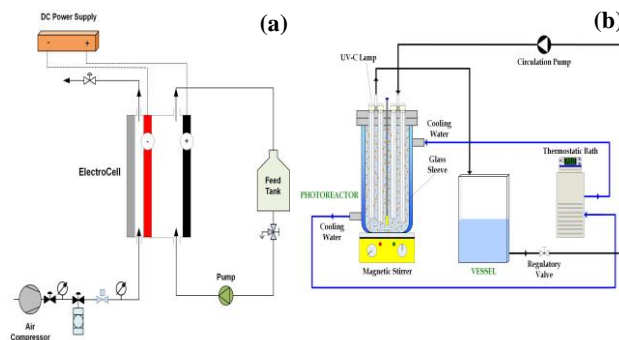 (a)
DC Power Supply
- +
ElectroCell
-
+
Feed
Tank
Pump
Air
Compressor
(b)
UV-C Lamp
Circulation Pump
Cooling
Water
Thermostatic Bath
Glass
Sleeve
PHOTOREACTOR
Cooling
Water
Magnetic Stirrer
VESSEL
Regulatory
Valve